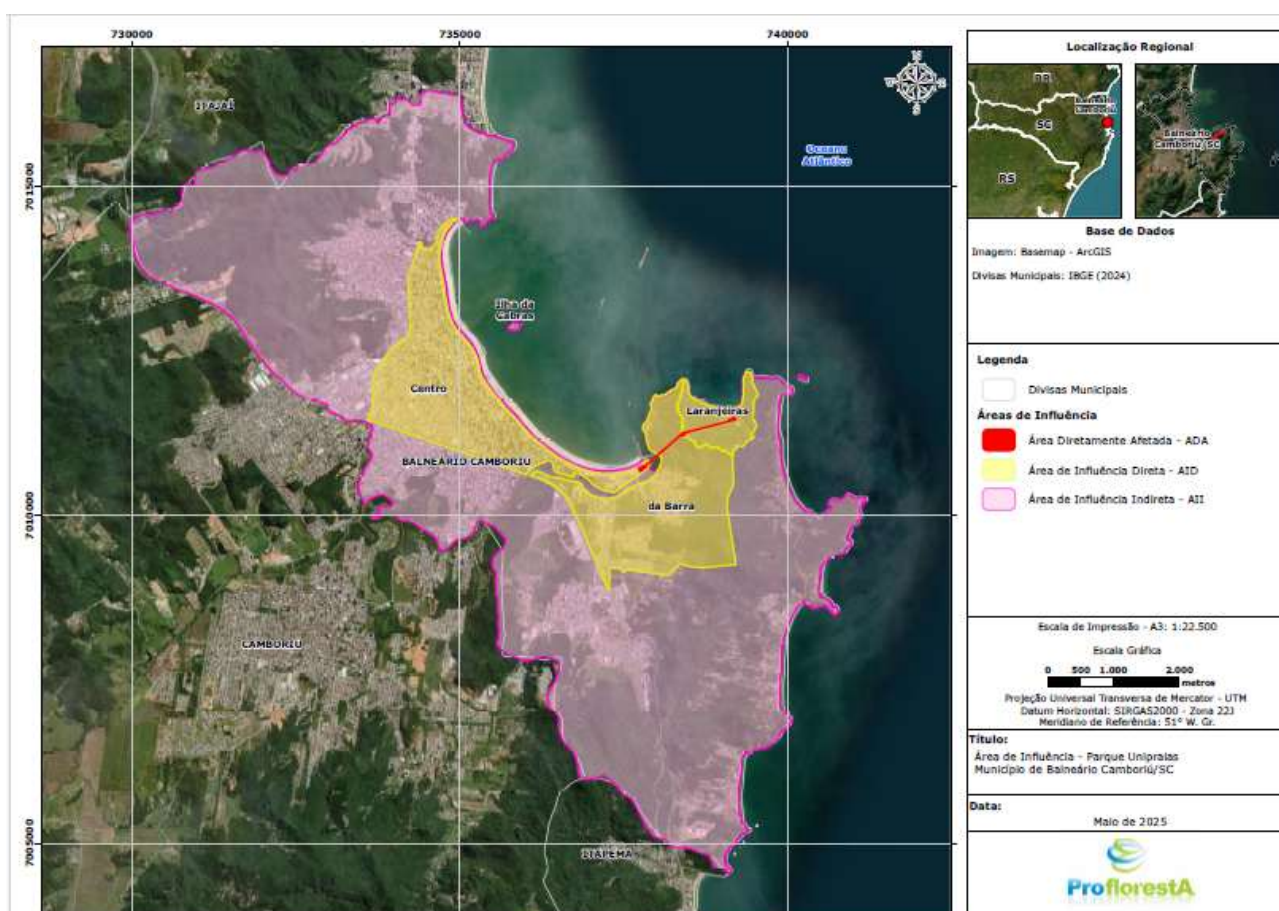 730000
735000
740000
7015000
7010000
7005000
ITAJAÍ
N
S
Oceano
Atlântico
Ilha da
Cabras
Centro
Laranjeiras
BALNEÁRIO CAMBORIU
da Barra
CAMBORIU
ITAPEMA
Localização Regional
PR
SC
RS
Balneário
Camboriú
Balneário
Camboriú/SC
Base de Dados
Imagem: Basemap - ArcGIS
Divisas Municipais: IBGE (2024)
Legenda
Divisas Municipais
Áreas de Influência
Área Diretamente Afetada - ADA
Área de Influência Direta - AID
Área de Influência Indireta - AII
Escala de Impressão - A3: 1:22.500
Escala Gráfica
0 500 1.000 2.000
metros
Projeção Universal Transversa de Mercator - UTM
Datum Horizontal: SIRGAS2000 - Zona 22J
Meridiano de Referência: 51° W. Gr.
Título:
Área de Influência - Parque Unipraias
Município de Balneário Camboriú/SC
Data:
Maio de 2025
ProflorestA